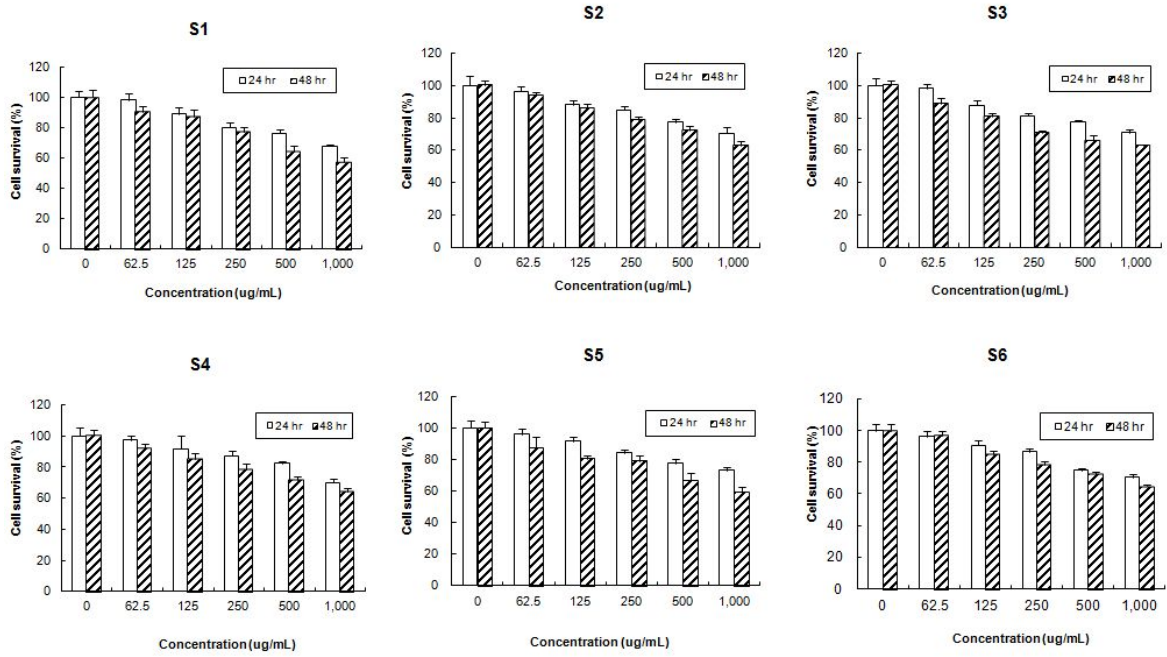 S1
120
100
80
60
40
20
0
Cell survival (%)
24 hr 48 hr
0 62.5 125 250 500 1,000
Concentration (ug/mL)
S2
120
100
80
60
40
20
0
Cell survival (%)
24 hr 48 hr
0 62.5 125 250 500 1,000
Concentration (ug/mL)
S3
120
100
80
60
40
20
0
Cell survival (%)
24 hr 48 hr
0 62.5 125 250 500 1,000
Concentration (ug/mL)
S4
120
100
80
60
40
20
0
Cell survival (%)
24 hr 48 hr
0 62.5 125 250 500 1,000
Concentration (ug/mL)
S5
120
100
80
60
40
20
0
Cell survival (%)
24 hr 48 hr
0 62.5 125 250 500 1,000
Concentration (ug/mL)
S6
120
100
80
60
40
20
0
Cell survival (%)
24 hr 48 hr
0 62.5 125 250 500 1,000
Concentration (ug/mL)